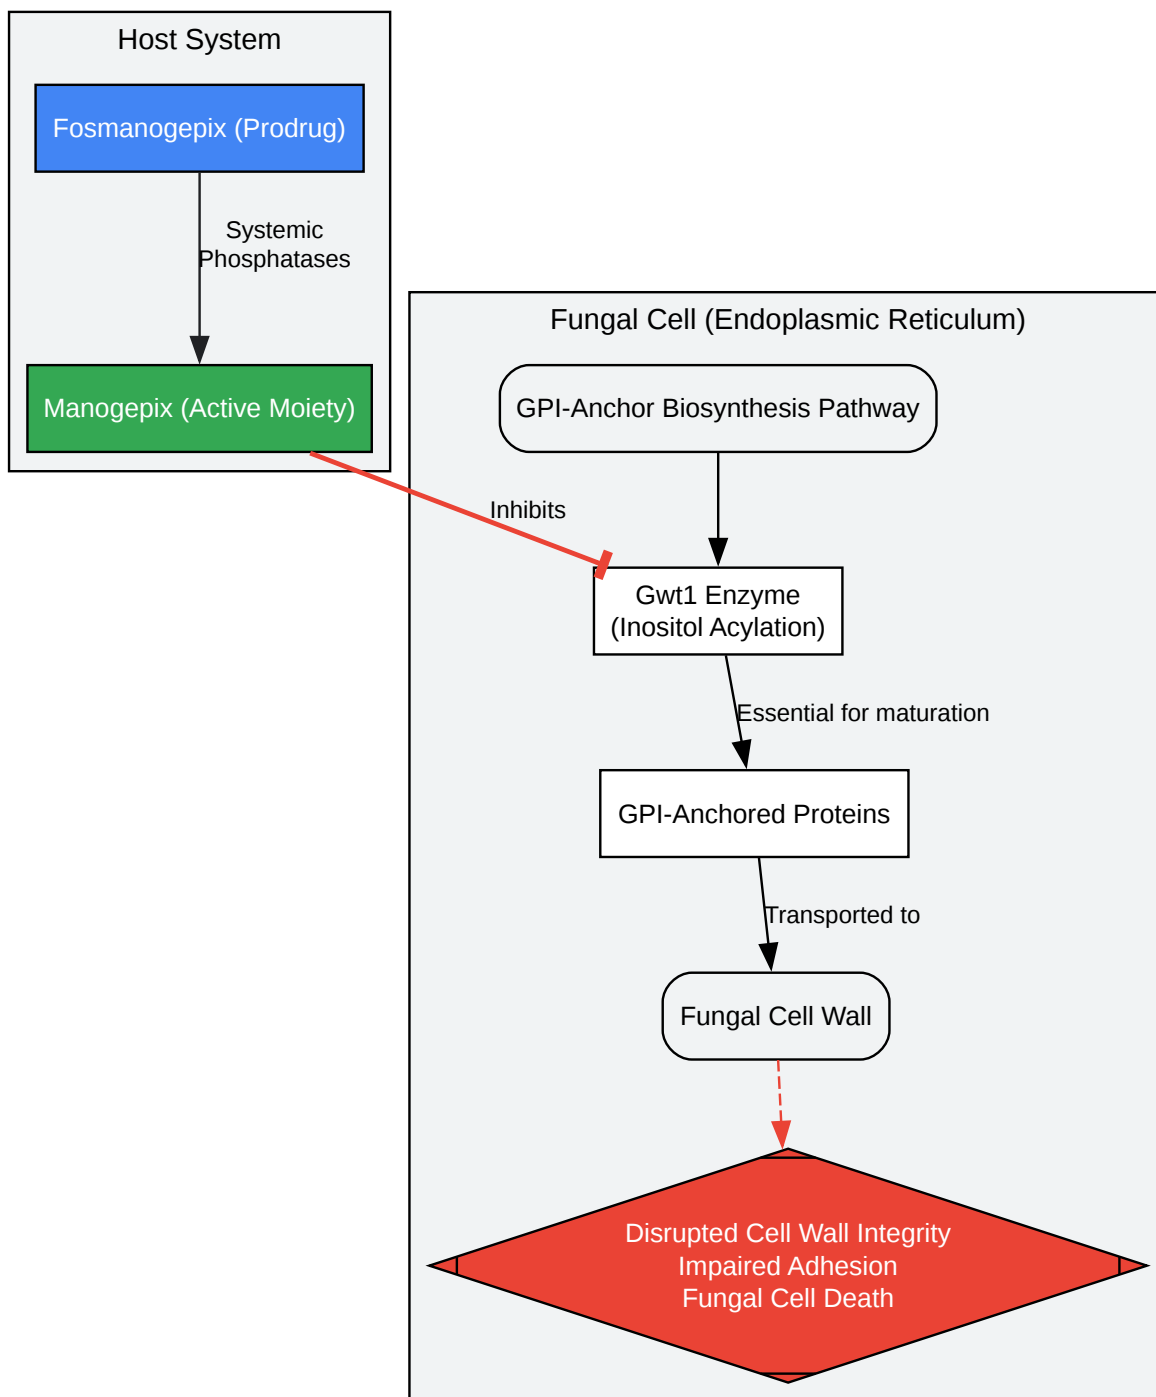 Host System
Fosmanogepix (Prodrug)
Systemic
Phosphatases
Manogepix (Active Moiety)
Fungal Cell (Endoplasmic Reticulum)
GPI-Anchor Biosynthesis Pathway
Inhibits
Gwt1 Enzyme
(Inositol Acylation)
Essential for maturation
GPI-Anchored Proteins
Transported to
Fungal Cell Wall
Disrupted Cell Wall Integrity
Impaired Adhesion
Fungal Cell Death